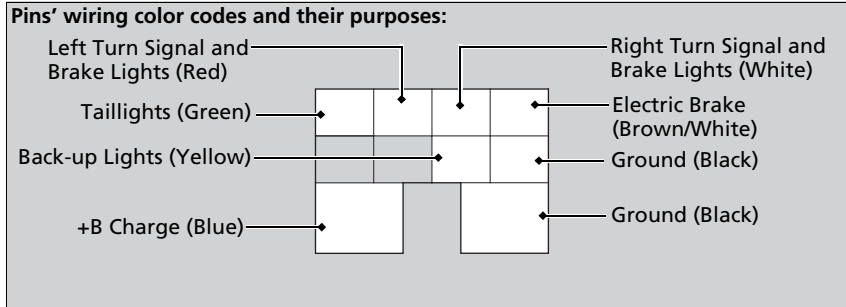 Pins' wiring color codes and their purposes:
Left Turn Signal and
Brake Lights (Red)
Right Turn Signal and
Brake Lights (White)
Taillights (Green)
Electric Brake
(Brown/White)
Back-up Lights (Yellow)
Ground (Black)
+B Charge (Blue)
Ground (Black)